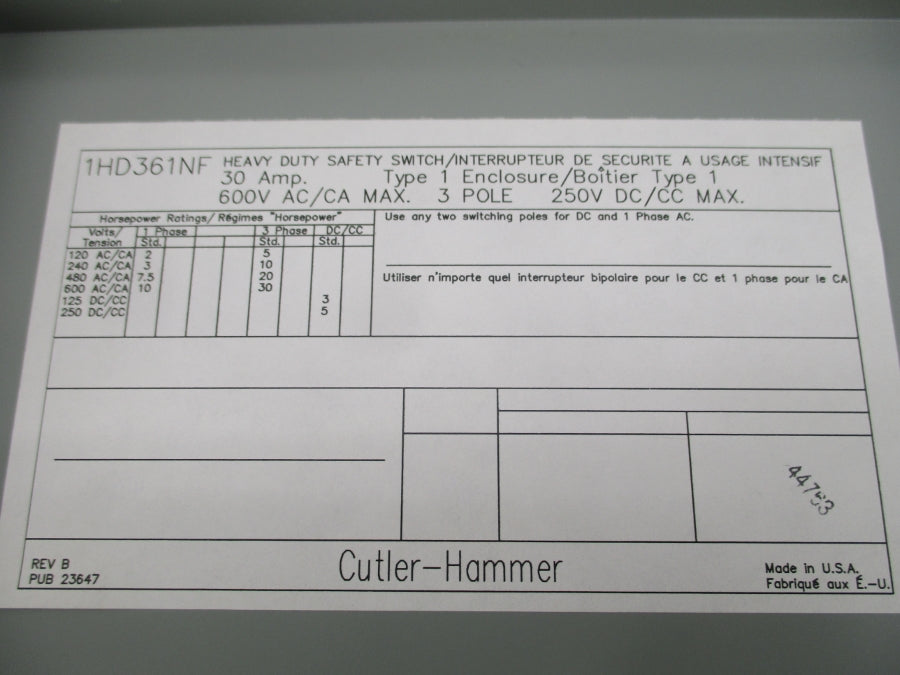 1HD361NF HEAVY DUTY SAFETY SWITCH/INTERRUPTEUR DE SECURITE A USAGE INTENSIF
30 Amp. Type 1 Enclosure/Boîtier Type 1
600V AC/CA MAX. 3 POLE 250V DC/CC MAX.
Horsepower Ratings/Régimes "Horsepower"
Volts/ 1 Phase 3 Phase DC/CC
Tension Std. Std. Std.
120 AC/CA 2 5
240 AC/CA 3 10
480 AC/CA 7.5 20
600 AC/CA 10 30
125 DC/CC 3
250 DC/CC 5
Use any two switching poles for DC and 1 Phase AC.
Utiliser n'importe quel interrupteur bipolaire pour le CC et 1 phase pour le CA
REV B
PUB 23647
Cutler-Hammer
Made in U.S.A.
Fabriqué aux É.-U.